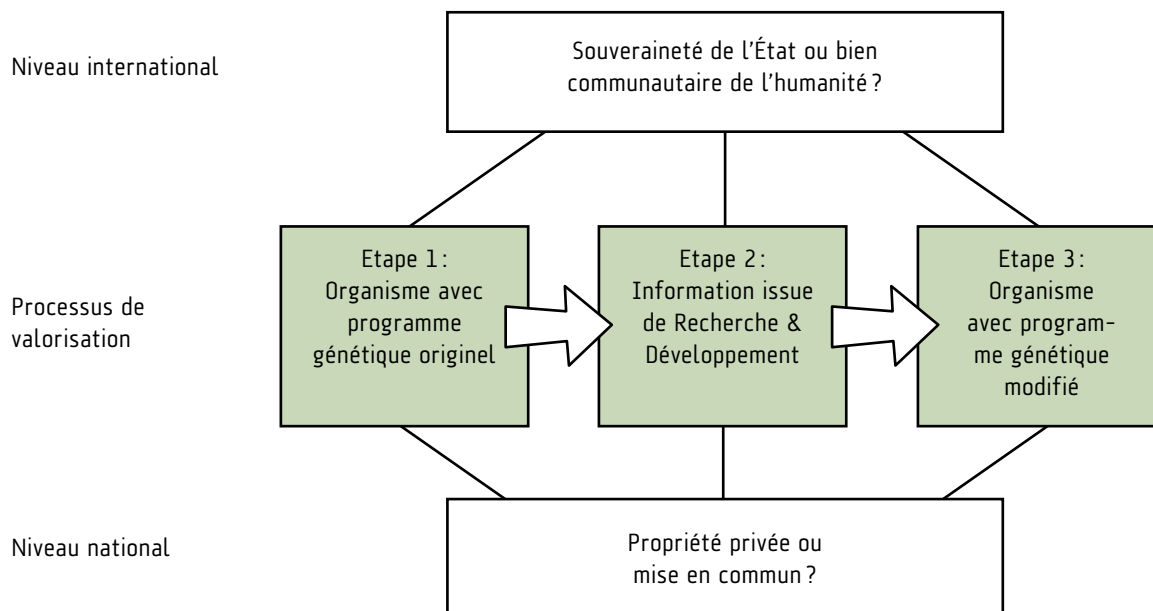 Niveau international
Souveraineté de l’État ou bien
communautaire de l’humanité ?
Processus de
valorisation
Etape 1 :
Organisme avec
programme
génétique originel
Etape 2 :
Information issue
de Recherche &
Développement
Etape 3 :
Organisme
avec program-
me génétique
modifié
Niveau national
Propriété privée ou
mise en commun ?